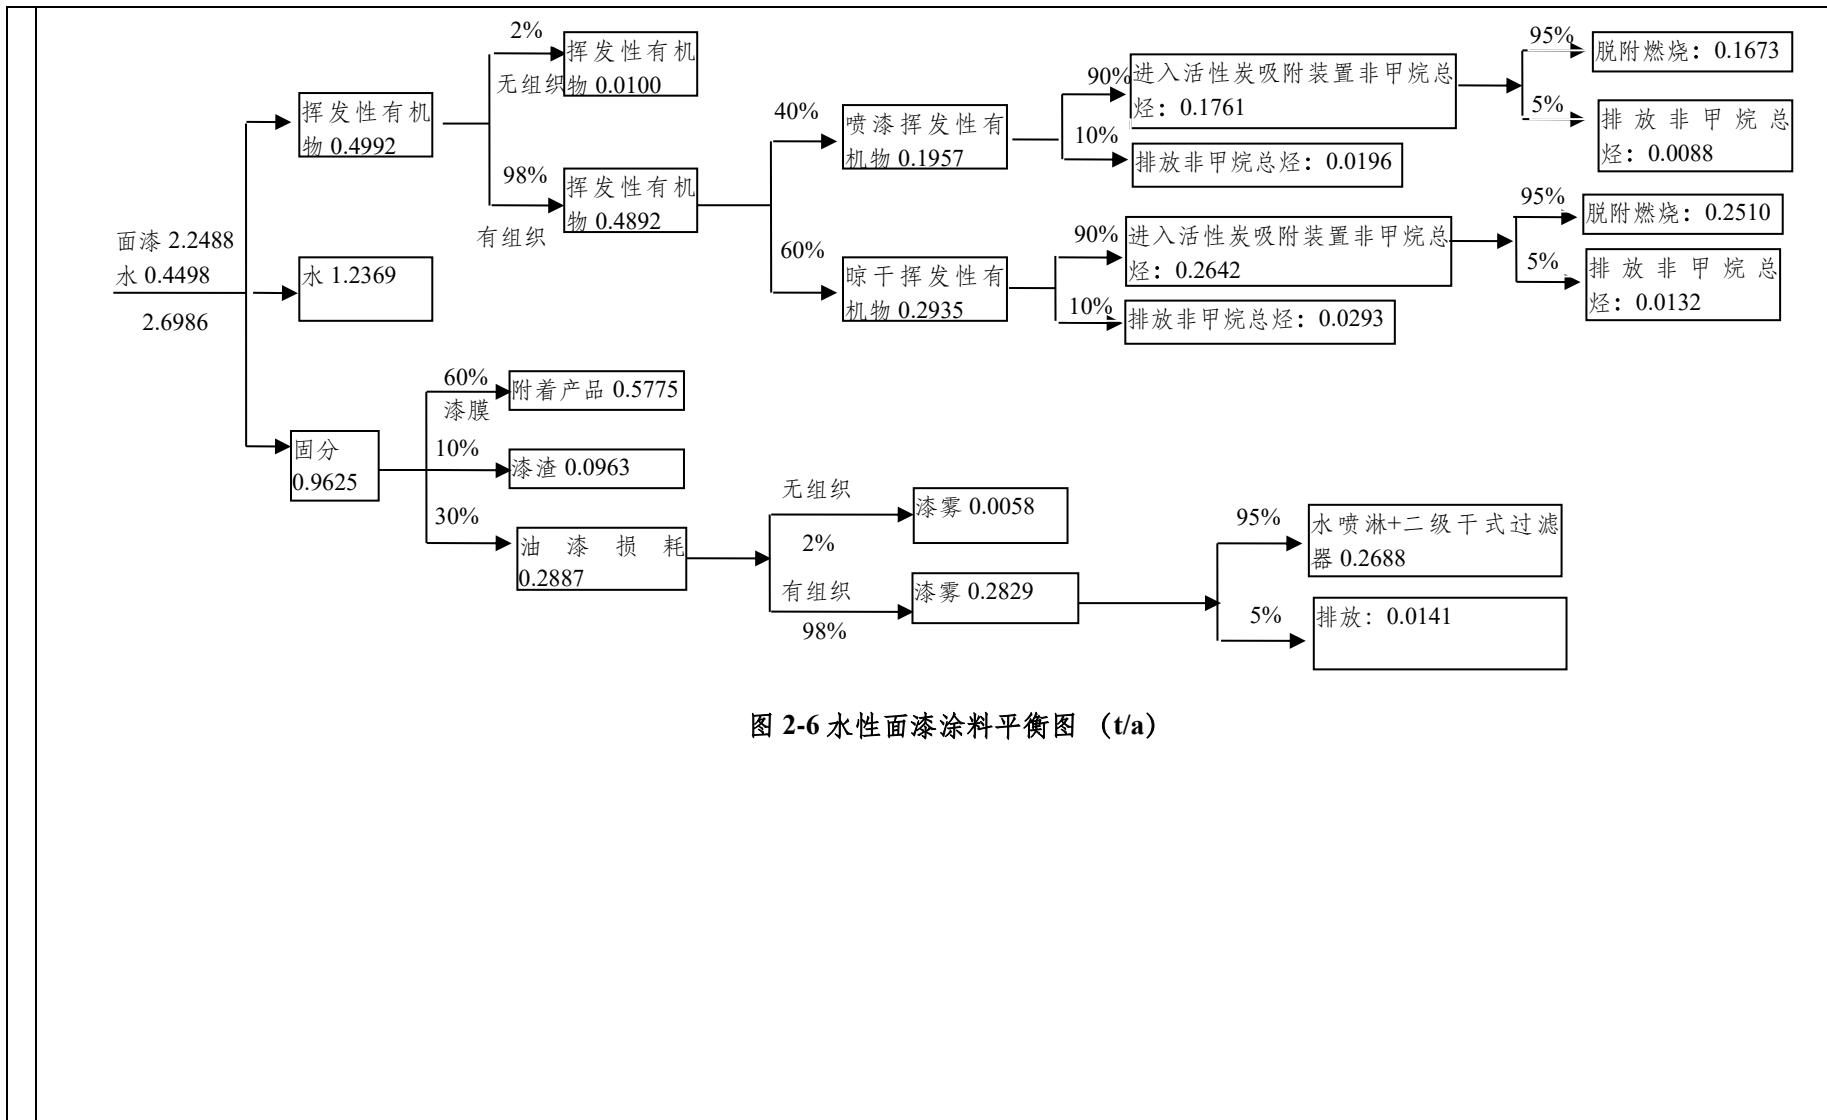 2%
挥发性有机
物 0.0100
无组织
95%
脱附燃烧：0.1673
90%
进入活性炭吸附装置非甲烷总
烃：0.1761
5%
排放非甲烷总
烃：0.0088
挥发性有机
物 0.4992
40%
喷漆挥发性有
机物 0.1957
10%
排放非甲烷总烃：0.0196
98%
挥发性有机
物 0.4892
有组织
95%
脱附燃烧：0.2510
面漆 2.2488
水 0.4498
2.6986
水 1.2369
60%
晾干挥发性有
机物 0.2935
90%
进入活性炭吸附装置非甲烷总
烃：0.2642
5%
排放非甲烷总
烃：0.0132
10%
排放非甲烷总烃：0.0293
60%
漆膜
附着产品 0.5775
固分
0.9625
10%
漆渣 0.0963
30%
油漆损耗
0.2887
无组织
2%
漆雾 0.0058
有组织
98%
漆雾 0.2829
95%
水喷淋+二级干式过滤
器 0.2688
5%
排放：0.0141
图 2-6 水性面漆涂料平衡图 （t/a）